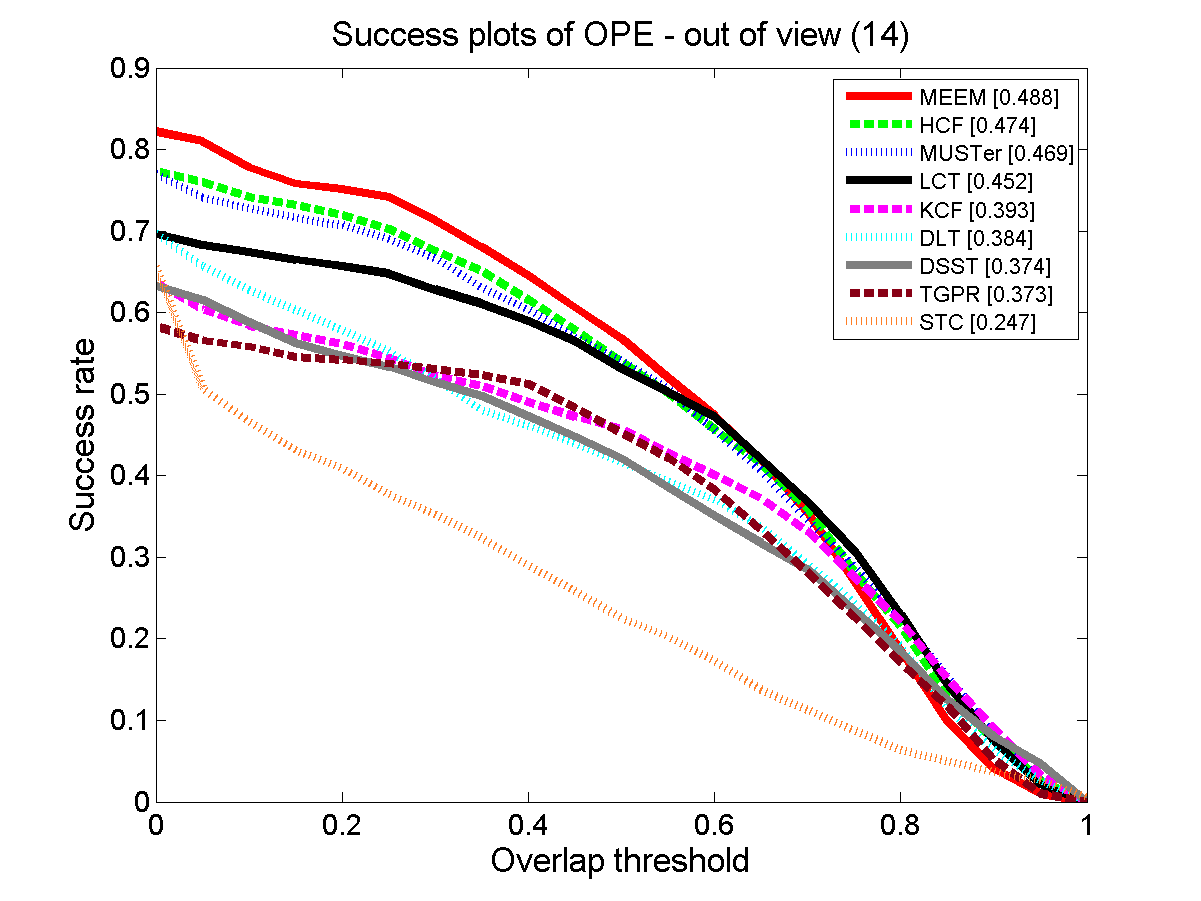 Success plots of OPE - out of view (14)
0.9
0.8
0.7
0.6
0.5
0.4
0.3
0.2
0.1
0
Success rate
MEEM [0.488]
HCF [0.474]
MUSTer [0.469]
LCT [0.452]
KCF [0.393]
DLT [0.384]
DSST [0.374]
TGPR [0.373]
STC [0.247]
0 0.2 0.4 0.6 0.8 1
Overlap threshold